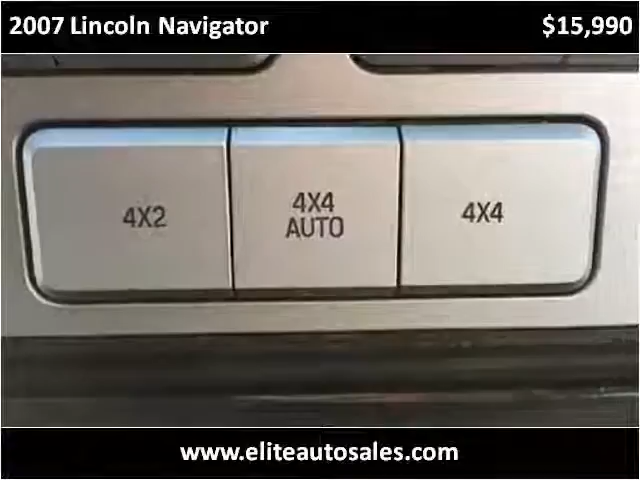 2007 Lincoln Navigator $15,990
4X2
4X4
AUTO
4X4
www.eliteautosales.com